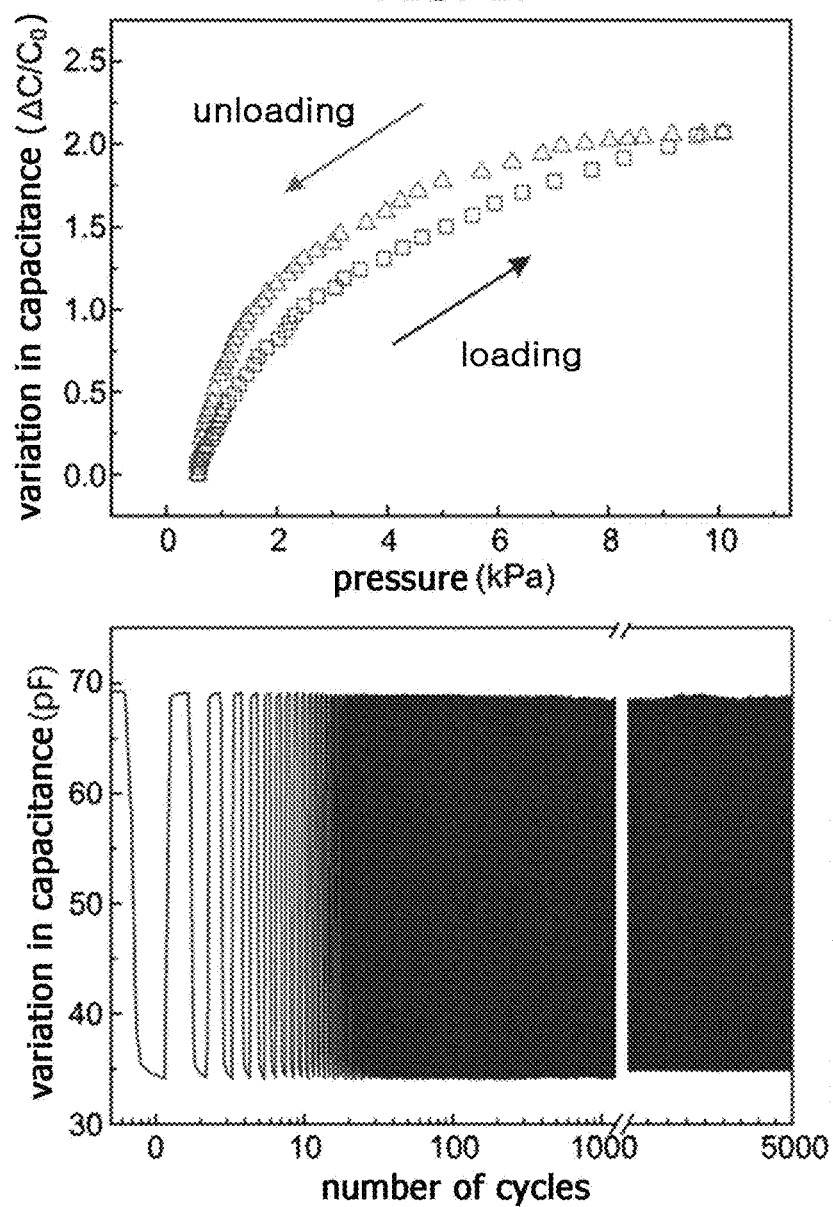 variation in capacitance (ΔC/C₀)
2.5
2.0
1.5
1.0
0.5
0.0
unloading
loading
0 2 4 6 8 10
pressure (kPa)
variation in capacitance (pF)
70
60
50
40
30
0 10 100 1000 5000
number of cycles